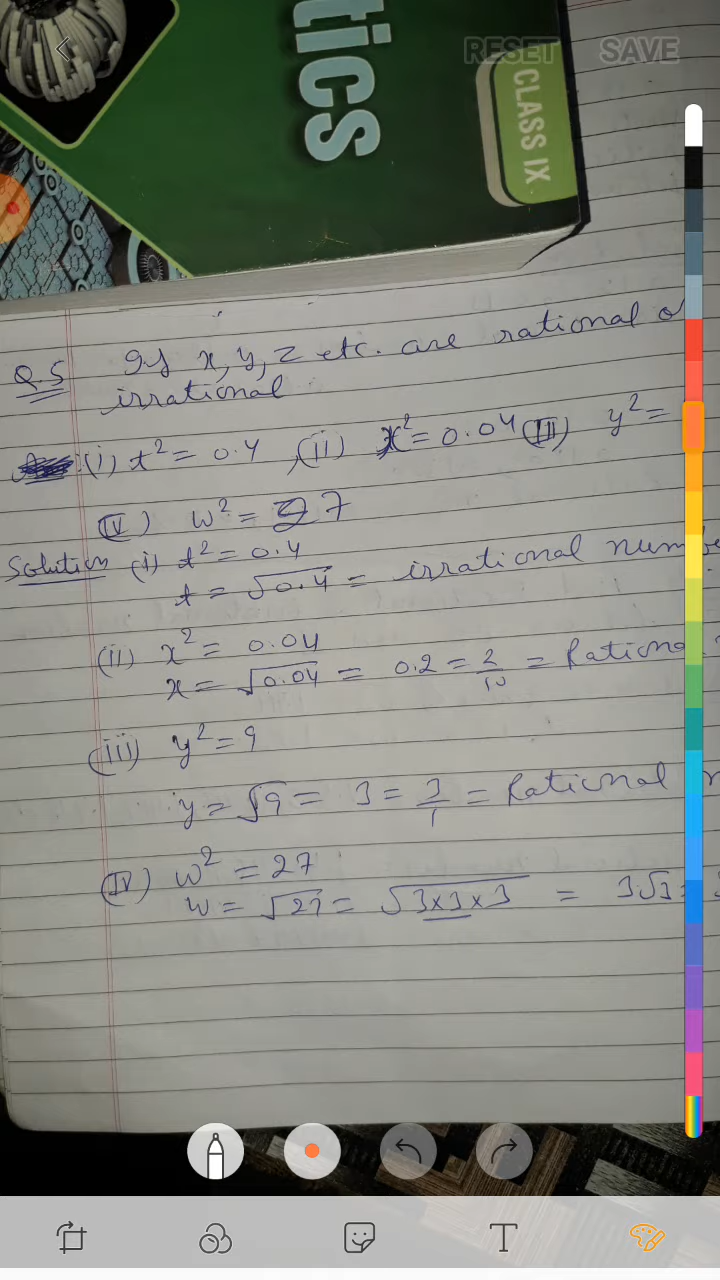 RESET SAVE
tics
CLASS IX
Q.5 If x, y, z etc. are rational o
irrational
(i) t² = 0.4, (ii) x² = 0.04 (III) y² =
(IV) w² = 27
Solution (i) t² = 0.4
t = √0.4 = irrational numbe
(ii) x² = 0.04
x = √0.04 = 0.2 = 2/10 = Rationa
(iii) y² = 9
y = √9 = 3 = 3/1 = Rational n
(IV) w² = 27
w = √27 = √3×3×3 = 3√3 =
T